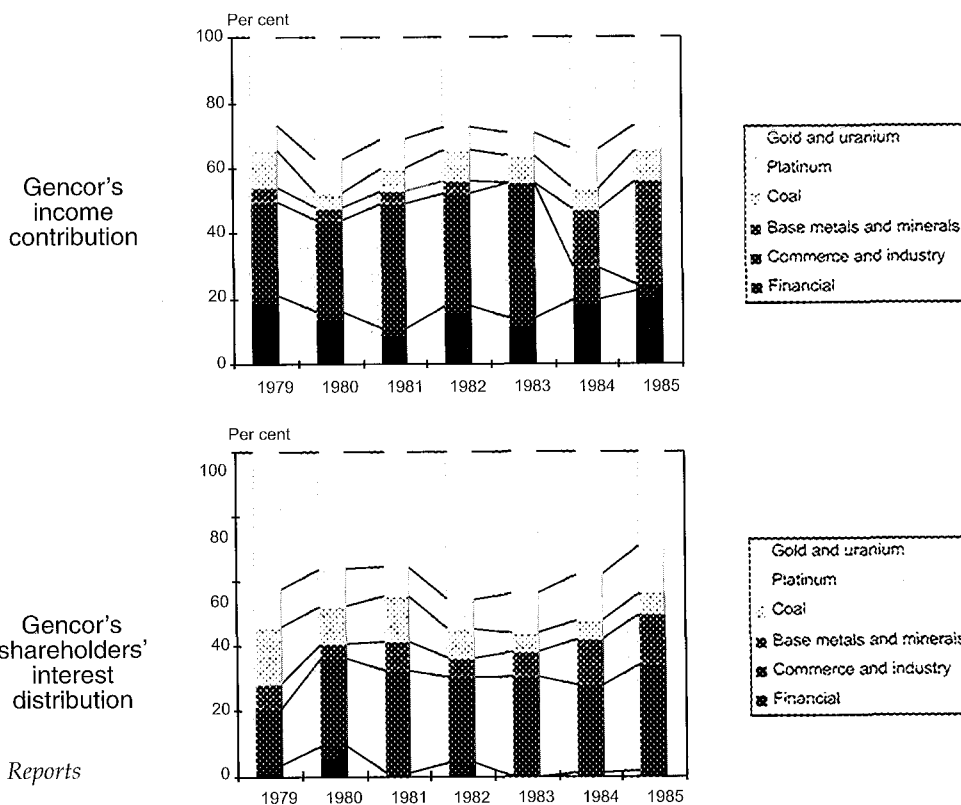 Per cent
100
80
60
40
20
0
1979 1980 1981 1982 1983 1984 1985
Gencor's
income
contribution
Gold and uranium
Platinum
Coal
Base metals and minerals
Commerce and industry
Financial
Per cent
100
80
60
40
20
0
1979 1980 1981 1982 1983 1984 1985
Gencor's
shareholders'
interest
distribution
Gold and uranium
Platinum
Coal
Base metals and minerals
Commerce and industry
Financial
Reports